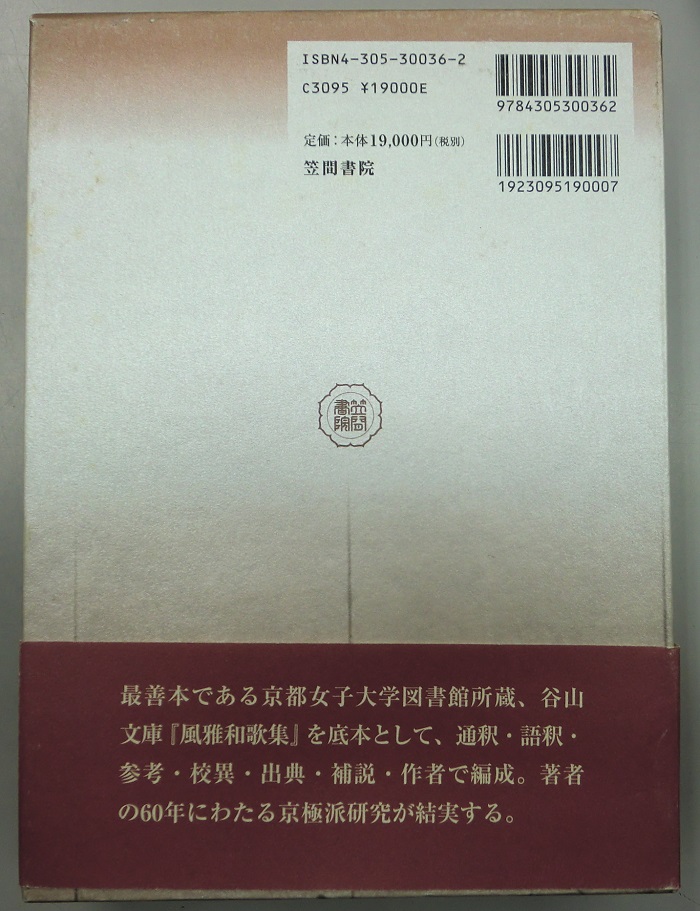 ISBN4-305-30036-2
C3095 ¥19000E
9784305300362
定価：本体19,000円（税別）
笠間書院
1923095190007
笠間書院
最善本である京都女子大学図書館所蔵、谷山
文庫『風雅和歌集』を底本として、通釈・語釈・
参考・校異・出典・補説・作者で編成。著者
の60年にわたる京極派研究が結実する。